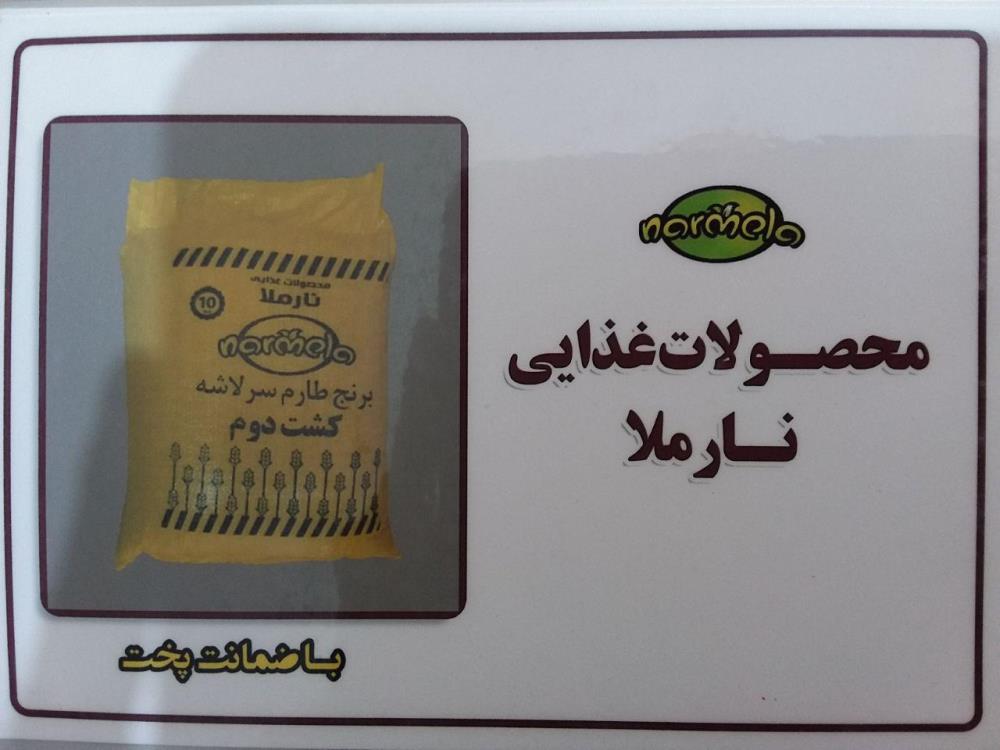 narmela
محصولات غذایی
نارملا
محصولات غذایی
نارملا
10
narmela
برنج طارم سرلاشه
کشت دوم
با ضمانت پخت